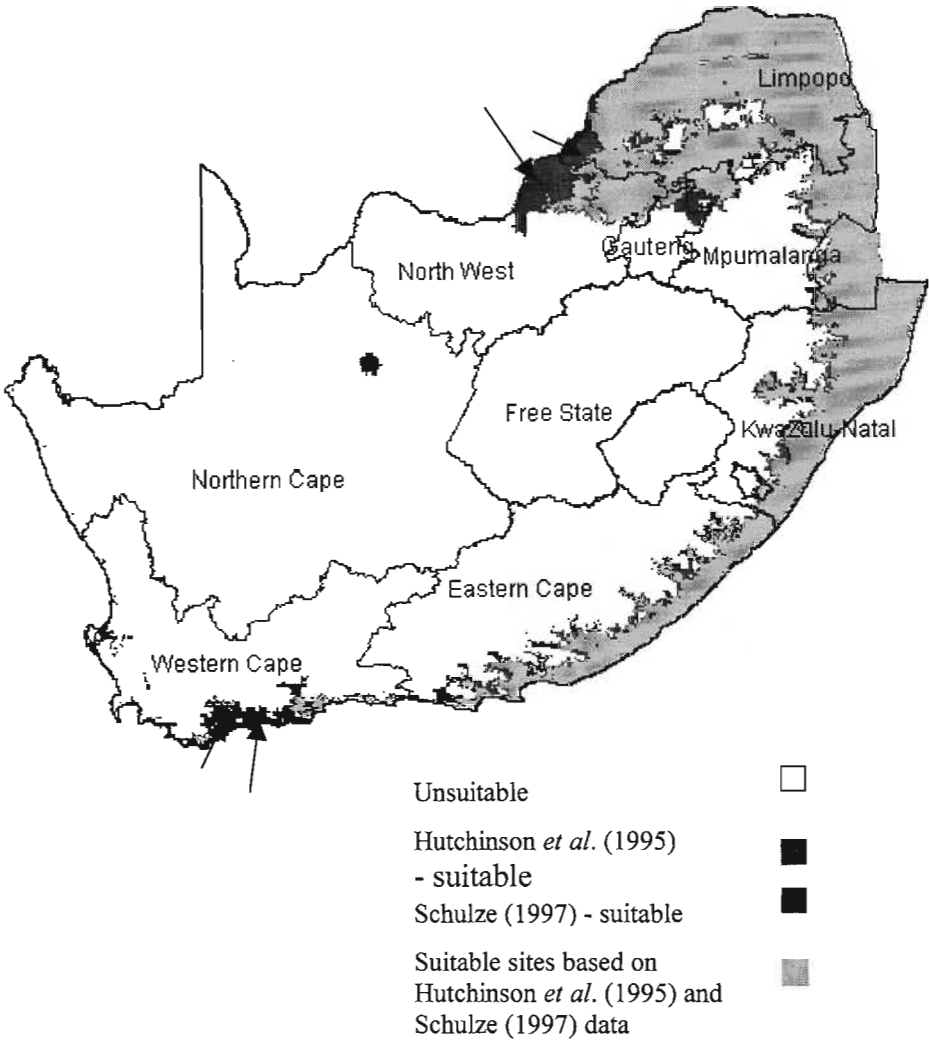 Limpopo
North West
Gauteng
Mpumalanga
Free State
KwaZulu-Natal
Northern Cape
Eastern Cape
Western Cape
Unsuitable
Hutchinson et al. (1995)
- suitable
Schulze (1997) - suitable
Suitable sites based on
Hutchinson et al. (1995) and
Schulze (1997) data